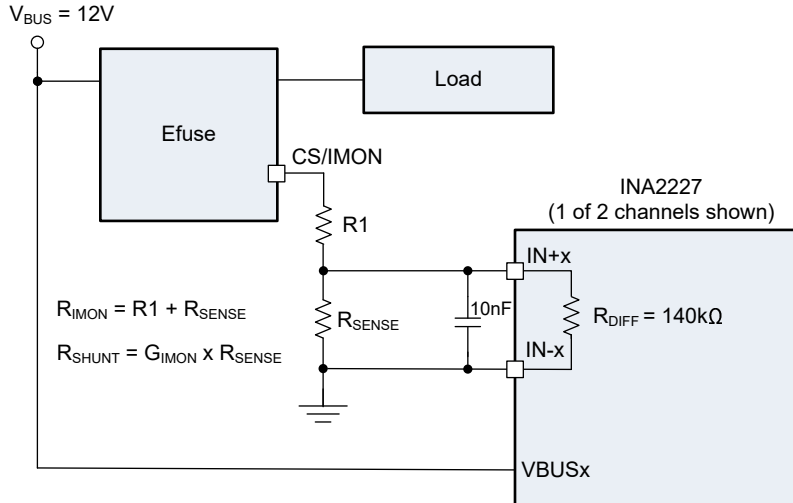 V_BUS = 12V
Efuse
Load
CS/IMON
R1
INA2227
(1 of 2 channels shown)
IN+x
10nF
R_DIFF = 140kΩ
R_IMON = R1 + R_SENSE
R_SENSE
R_SHUNT = G_IMON x R_SENSE
IN-x
VBUSx